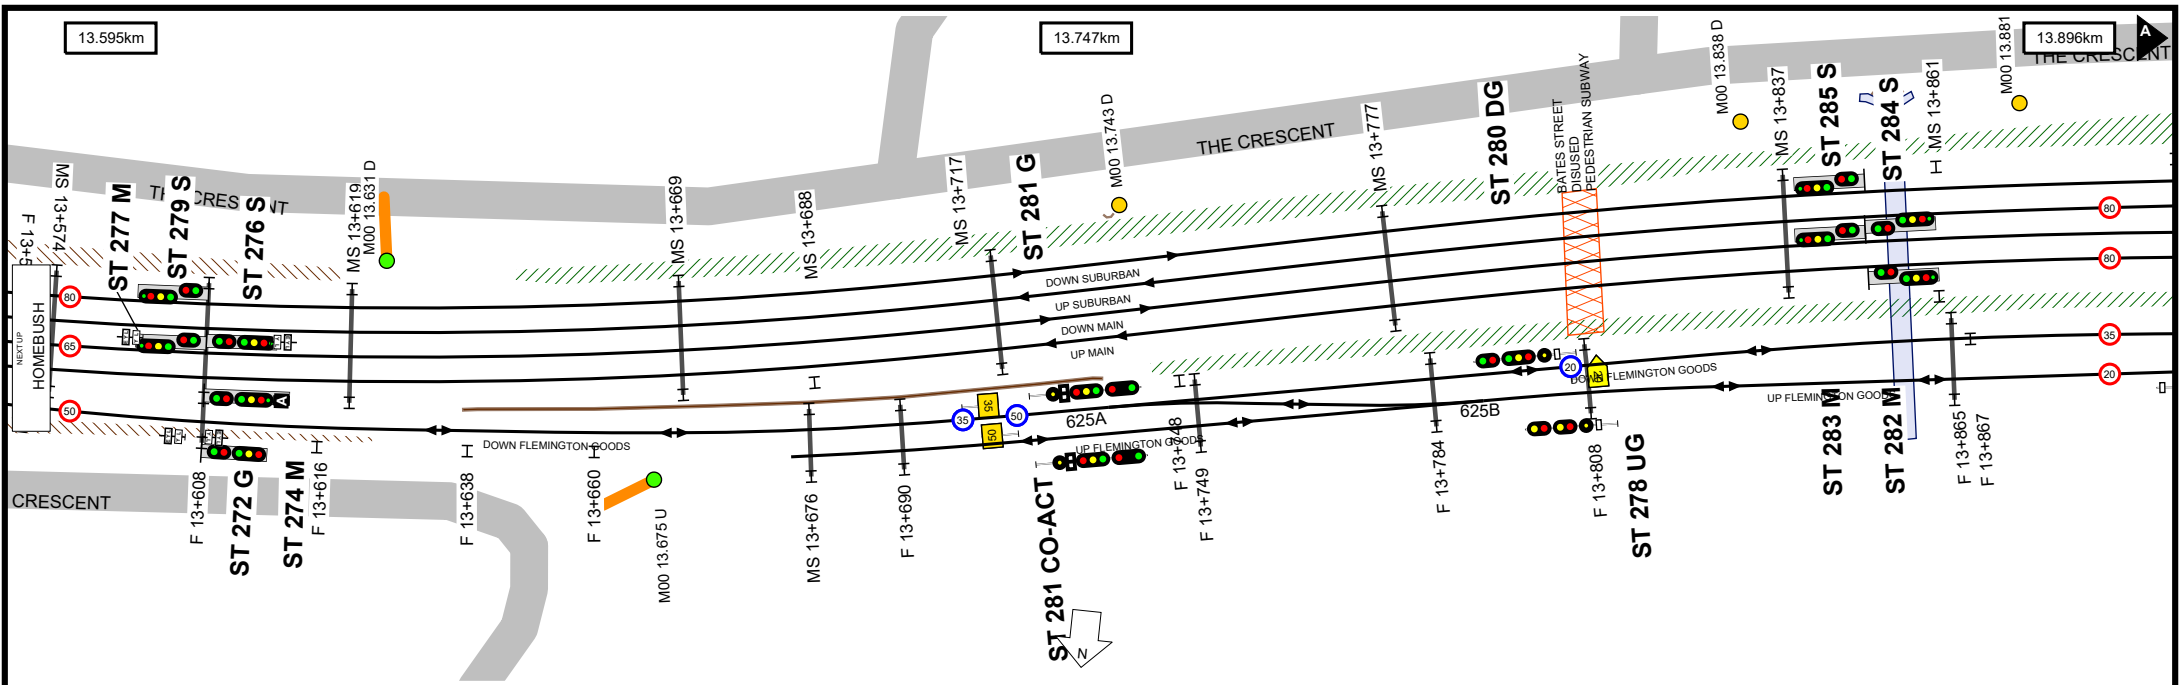 13.595km
13.747km
13.896km
A
THE CRESCENT
THE CRESCENT
THE CRESCENT
CRESCENT
F 13+5
MS 13+574
ST 277 M
ST 279 S
ST 276 S
MS 13+619
M00 13.631 D
MS 13+669
MS 13+688
MS 13+717
ST 281 G
M00 13.743 D
MS 13+777
ST 280 DG
BATES STREET
DISUSED
PEDESTRIAN SUBWAY
M00 13.838 D
MS 13+837
ST 285 S
ST 284 S
MS 13+861
M00 13.881
NEXT UP
HOMEBUSH
80
65
50
DOWN SUBURBAN
UP SUBURBAN
DOWN MAIN
UP MAIN
80
80
35
20
35
35
50
50
625A
625B
20
A
DOWN FLEMINGTON GOODS
UP FLEMINGTON GOODS
DOWN FLEMINGTON GOODS
UP FLEMINGTON GOODS
F 13+608
ST 272 G
ST 274 M
F 13+616
F 13+638
F 13+660
M00 13.675 U
MS 13+676
F 13+690
ST 281 CO-ACT
N
F 13+748
F 13+749
F 13+784
F 13+808
ST 278 UG
ST 283 M
ST 282 M
F 13+865
F 13+867